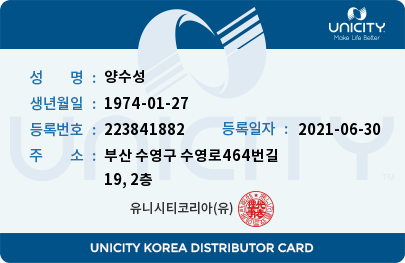 UNICITY
Make Life Better
성 명 : 양수성
생년월일 : 1974-01-27
등록번호 : 223841882 등록일자 : 2021-06-30
UNICITY
주 소 : 부산 수영구 수영로464번길
19, 2층
TM
유니시티코리아(유)
UNICITY KOREA DISTRIBUTOR CARD